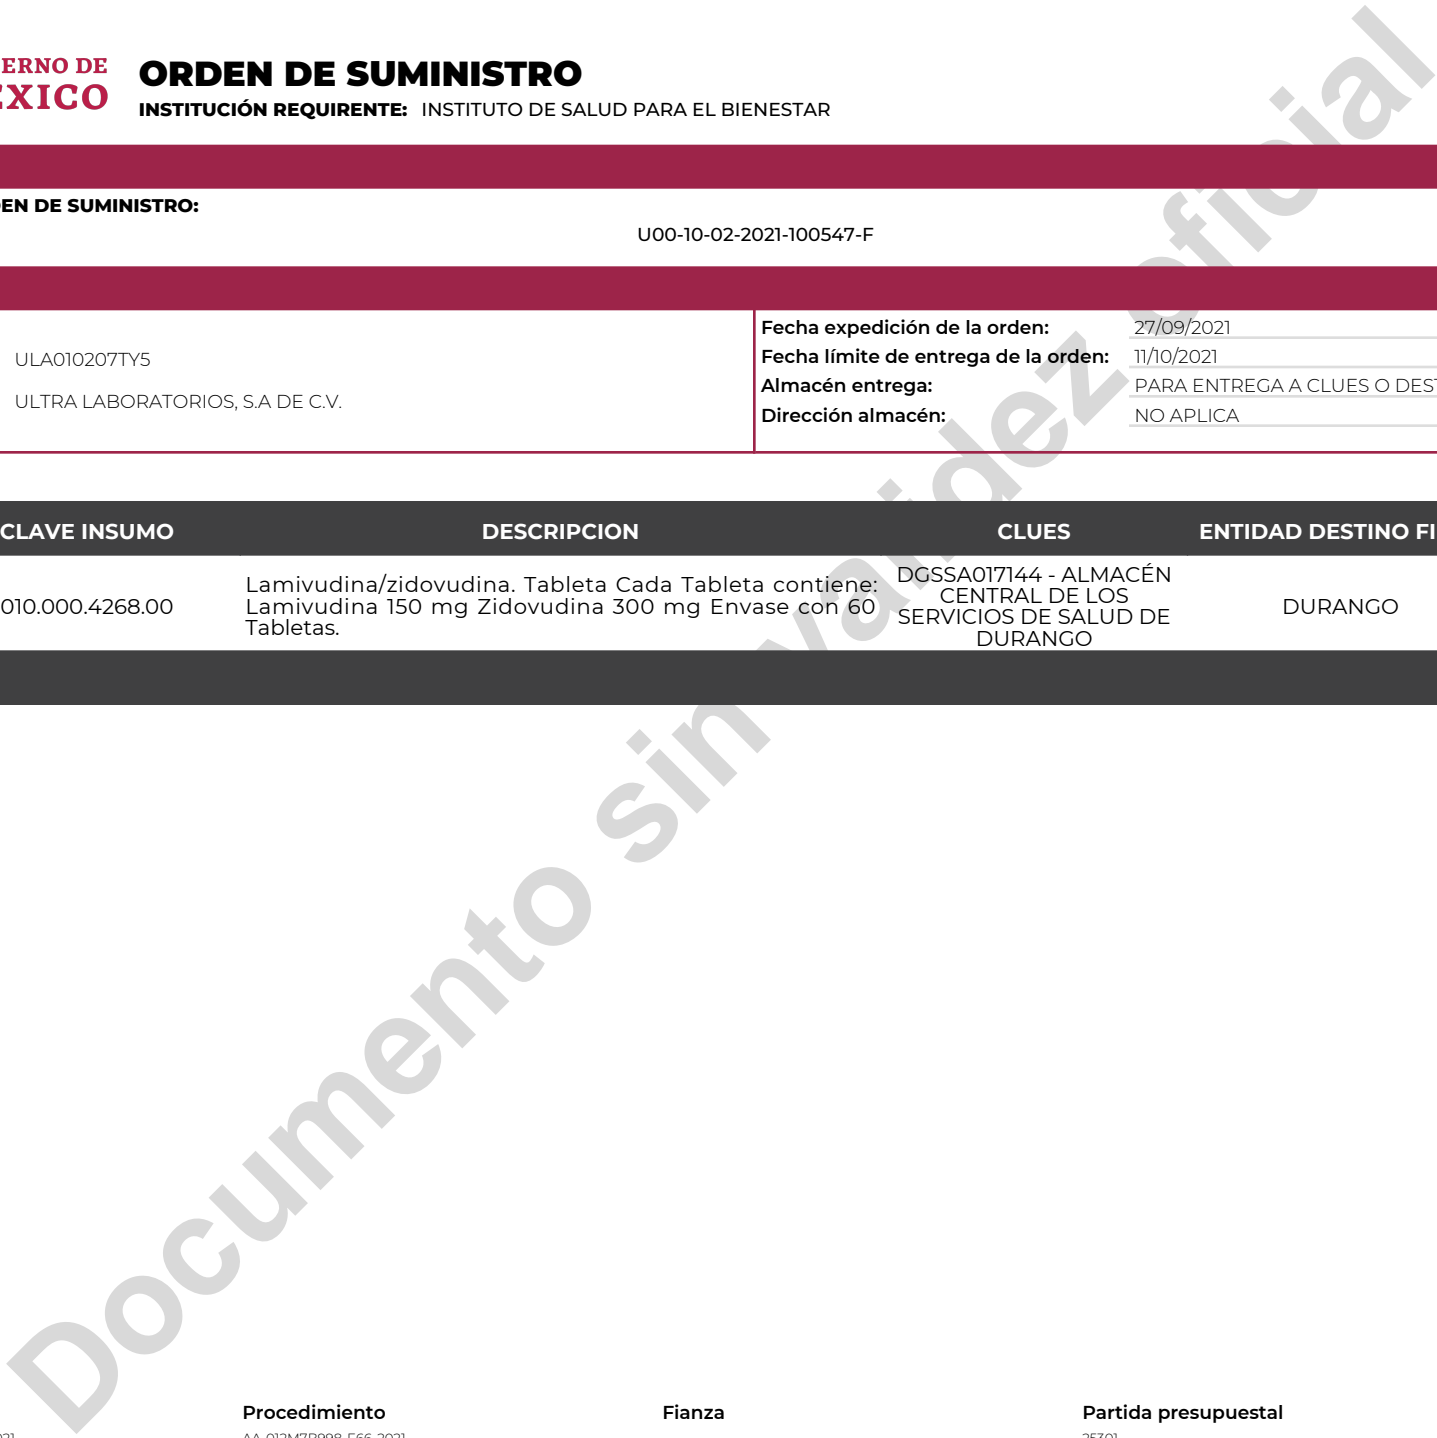 ERNO DE
ORDEN DE SUMINISTRO
INSTITUCIÓN REQUIRENTE: INSTITUTO DE SALUD PARA EL BIENESTAR
DE SUMINISTRO:
U00-10-02-2021-100547-F
ULA010207TY5
ULTRA LABORATORIOS, S.A DE C.V.
Fecha expedición de la orden: 27/09/2021
Fecha límite de entrega de la orden: 11/10/2021
Almacén entrega: PARA ENTREGA A CLUES O
Dirección almacén: NO APLICA
CLAVE INSUMO DESCRIPCION CLUES ENTIDAD DESTINO
010.000.4268.00
Lamivudina/zidovudina. Tableta Cada Tableta contiene:
Lamivudina 150 mg Zidovudina 300 mg Envase con 60
Tabletas.
DGSSA017144 - ALMACÉN
CENTRAL DE LOS
SERVICIOS DE SALUD DE
DURANGO
DURANGO
Documento sin validez oficial
Procedimiento Fianza Partida presupuestal